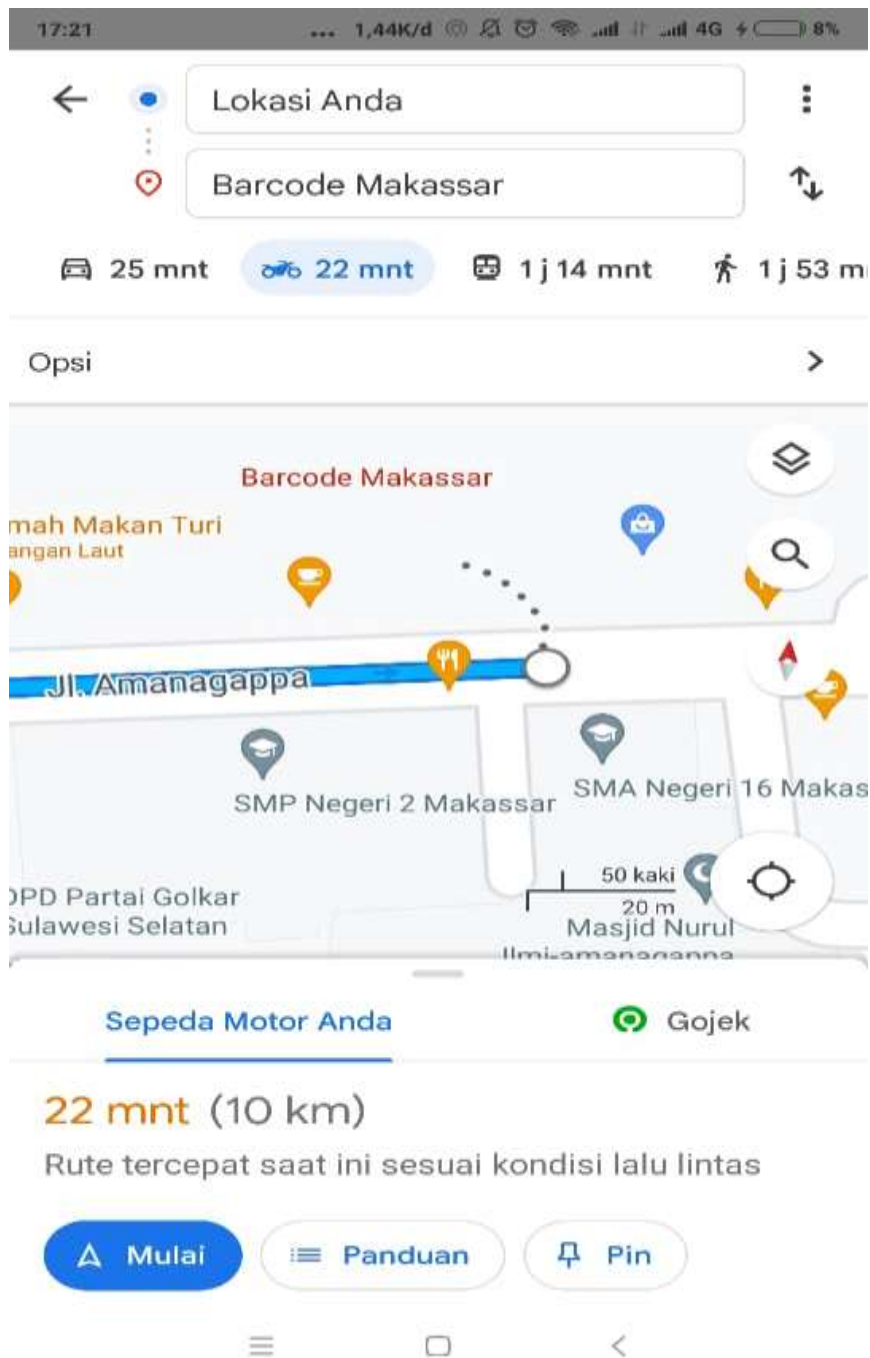 17:21 ... 1,44K/d 4G 8%
Lokasi Anda
Barcode Makassar
25 mnt 22 mnt 1 j 14 mnt 1 j 53 m
Opsi
Barcode Makassar
mah Makan Turi
angan Laut
Jl. Amanagappa
SMP Negeri 2 Makassar
SMA Negeri 16 Makas
50 kaki
20 m
DPD Partai Golkar
Sulawesi Selatan
Masjid Nurul
Ilmi-amanagappa
Sepeda Motor Anda
Gojek
22 mnt (10 km)
Rute tercepat saat ini sesuai kondisi lalu lintas
Mulai
Panduan
Pin